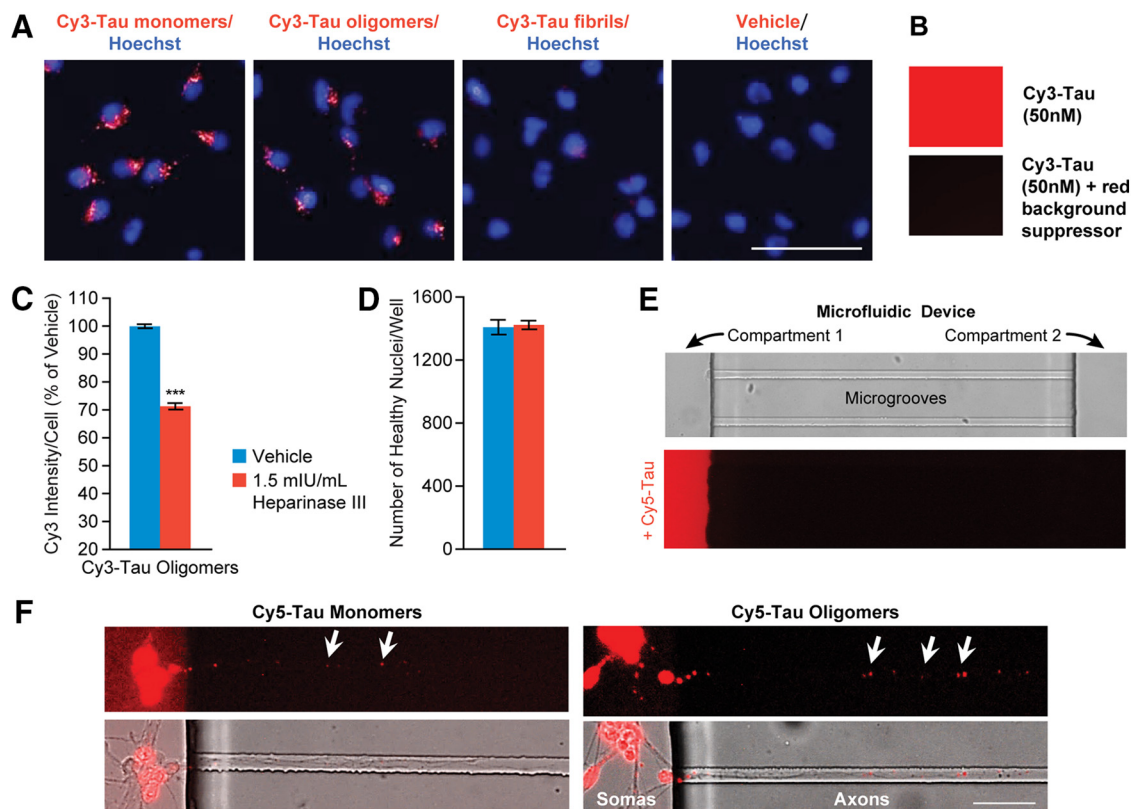 A
Cy3-Tau monomers/
Hoechst
Cy3-Tau oligomers/
Hoechst
Cy3-Tau fibrils/
Hoechst
Vehicle/
Hoechst
B
Cy3-Tau
(50nM)
Cy3-Tau
(50nM) + red
background
suppressor
C
Cy3 Intensity/Cell (% of Vehicle)
110
100
90
80
70
60
50
40
30
20
***
Cy3-Tau Oligomers
Vehicle
1.5 mIU/mL
Heparinase III
D
Number of Healthy Nuclei/Well
1600
1200
800
400
0
E
Microfluidic Device
Compartment 1
Compartment 2
Microgrooves
+ Cy5-Tau
F
Cy5-Tau Monomers
Cy5-Tau Oligomers
Somas
Axons